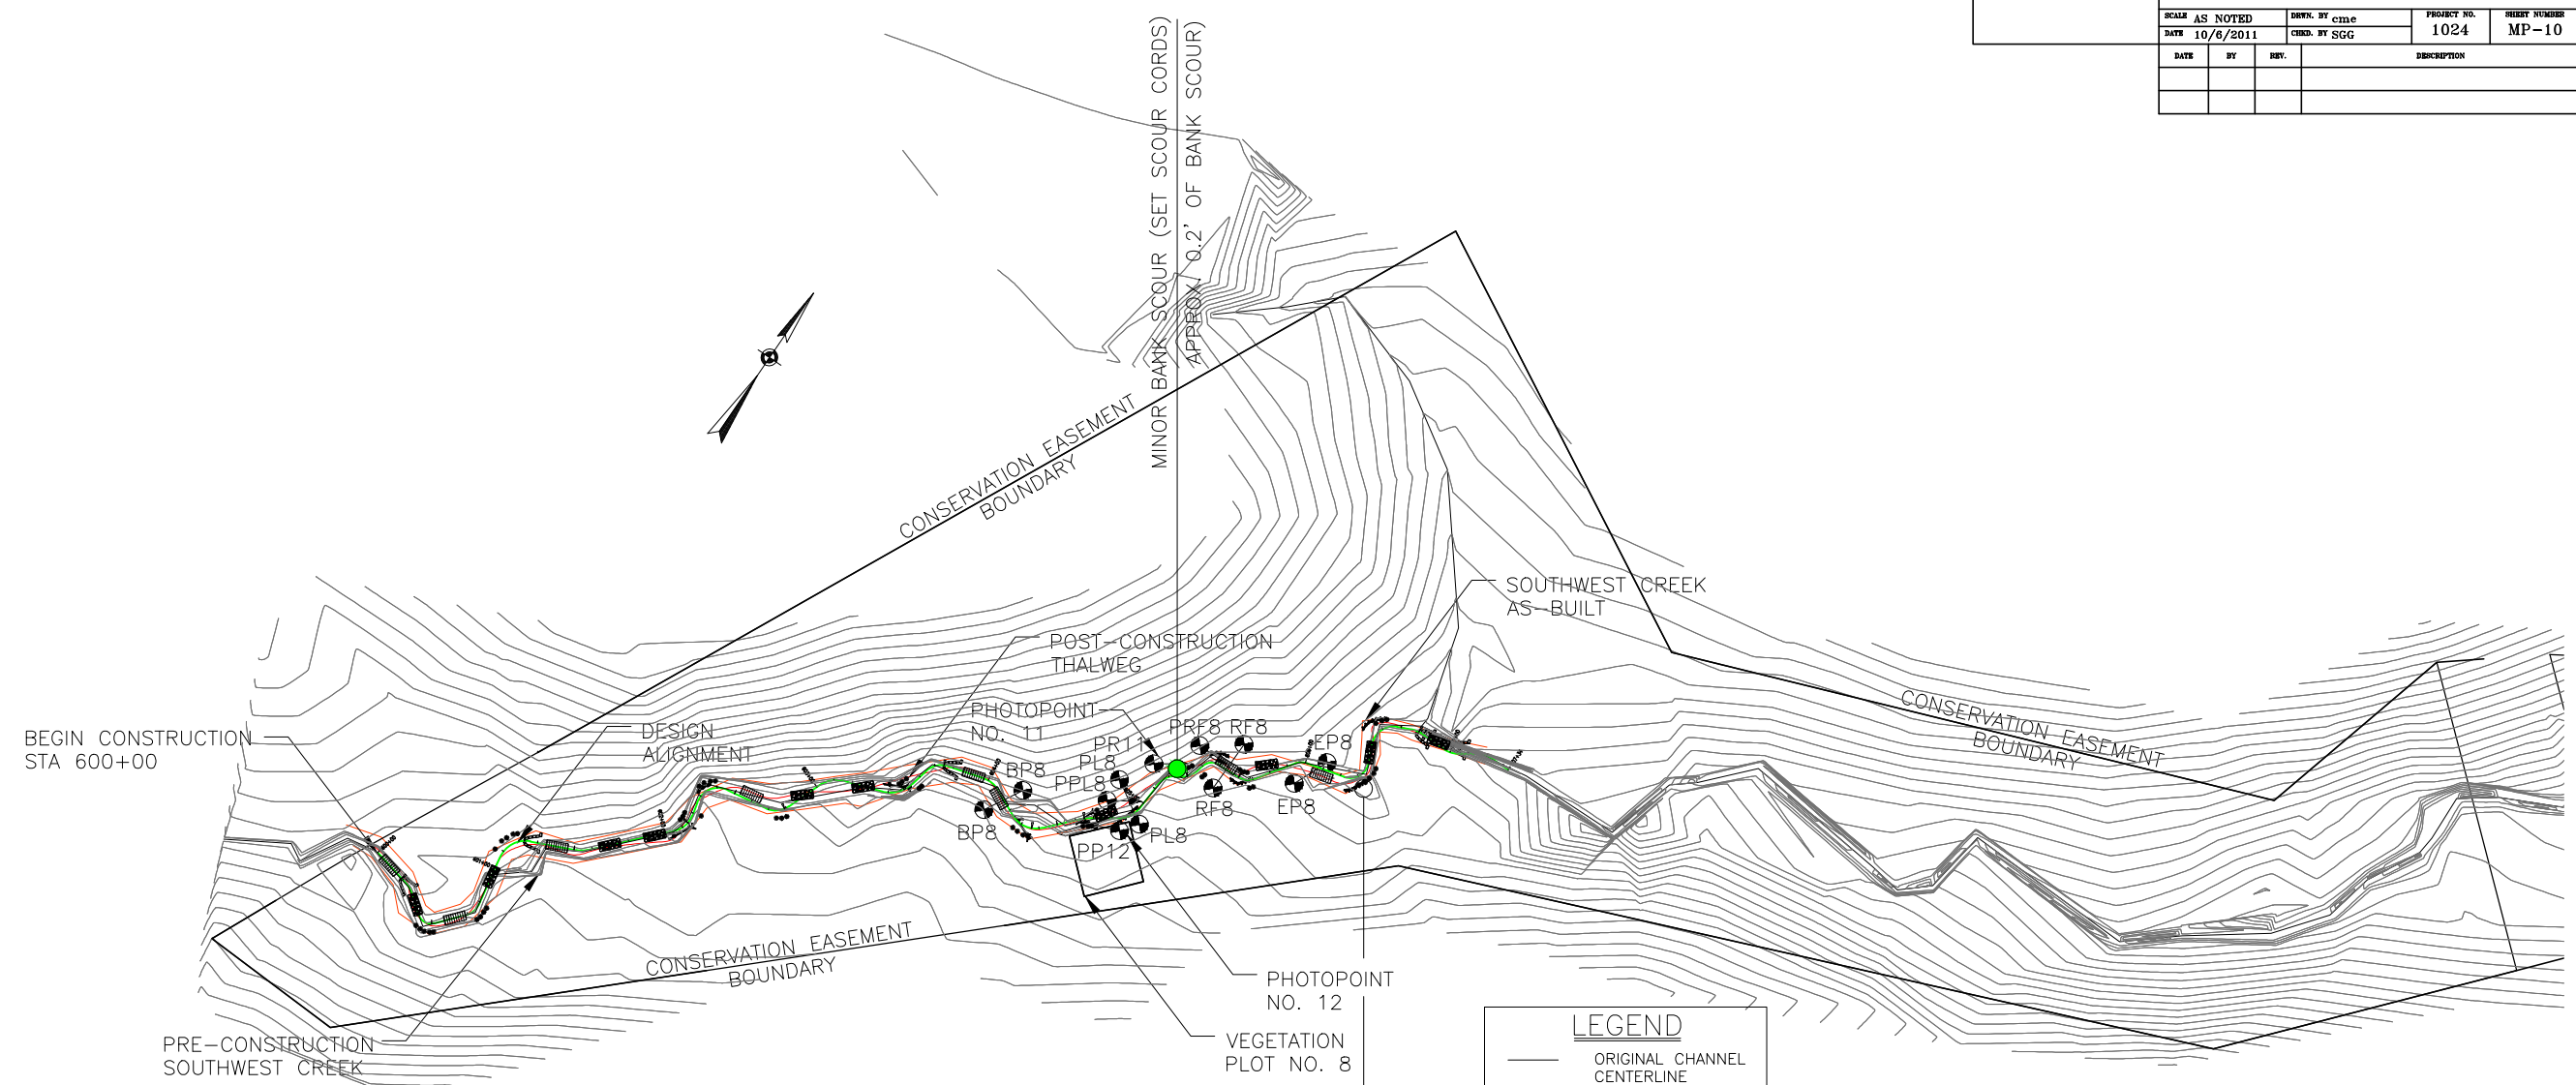 SCALE AS NOTED
DRWN. BY cme
PROJECT NO.
1024
SHEET NUMBER
MP-10
DATE 10/6/2011
CHKD. BY SGG
DATE BY REV. DESCRIPTION
MINOR BANK SCOUR (SET SCOUR CORDS)
APPROX. 0.2' OF BANK SCOUR)
CONSERVATION EASEMENT
BOUNDARY
SOUTHWEST CREEK
AS-BUILT
POST-CONSTRUCTION
THALWEG
CONSERVATION EASEMENT
BOUNDARY
BEGIN CONSTRUCTION
STA 600+00
DESIGN
ALIGNMENT
PHOTOPOINT
NO. 11
PR11
PRF8 RF8
EP8
PL8
BP8
PPL8
BP8
RF8
EP8
PL8
PP12
CONSERVATION EASEMENT
BOUNDARY
PHOTOPOINT
NO. 12
VEGETATION
PLOT NO. 8
PRE-CONSTRUCTION
SOUTHWEST CREEK
LEGEND
ORIGINAL CHANNEL
CENTERLINE